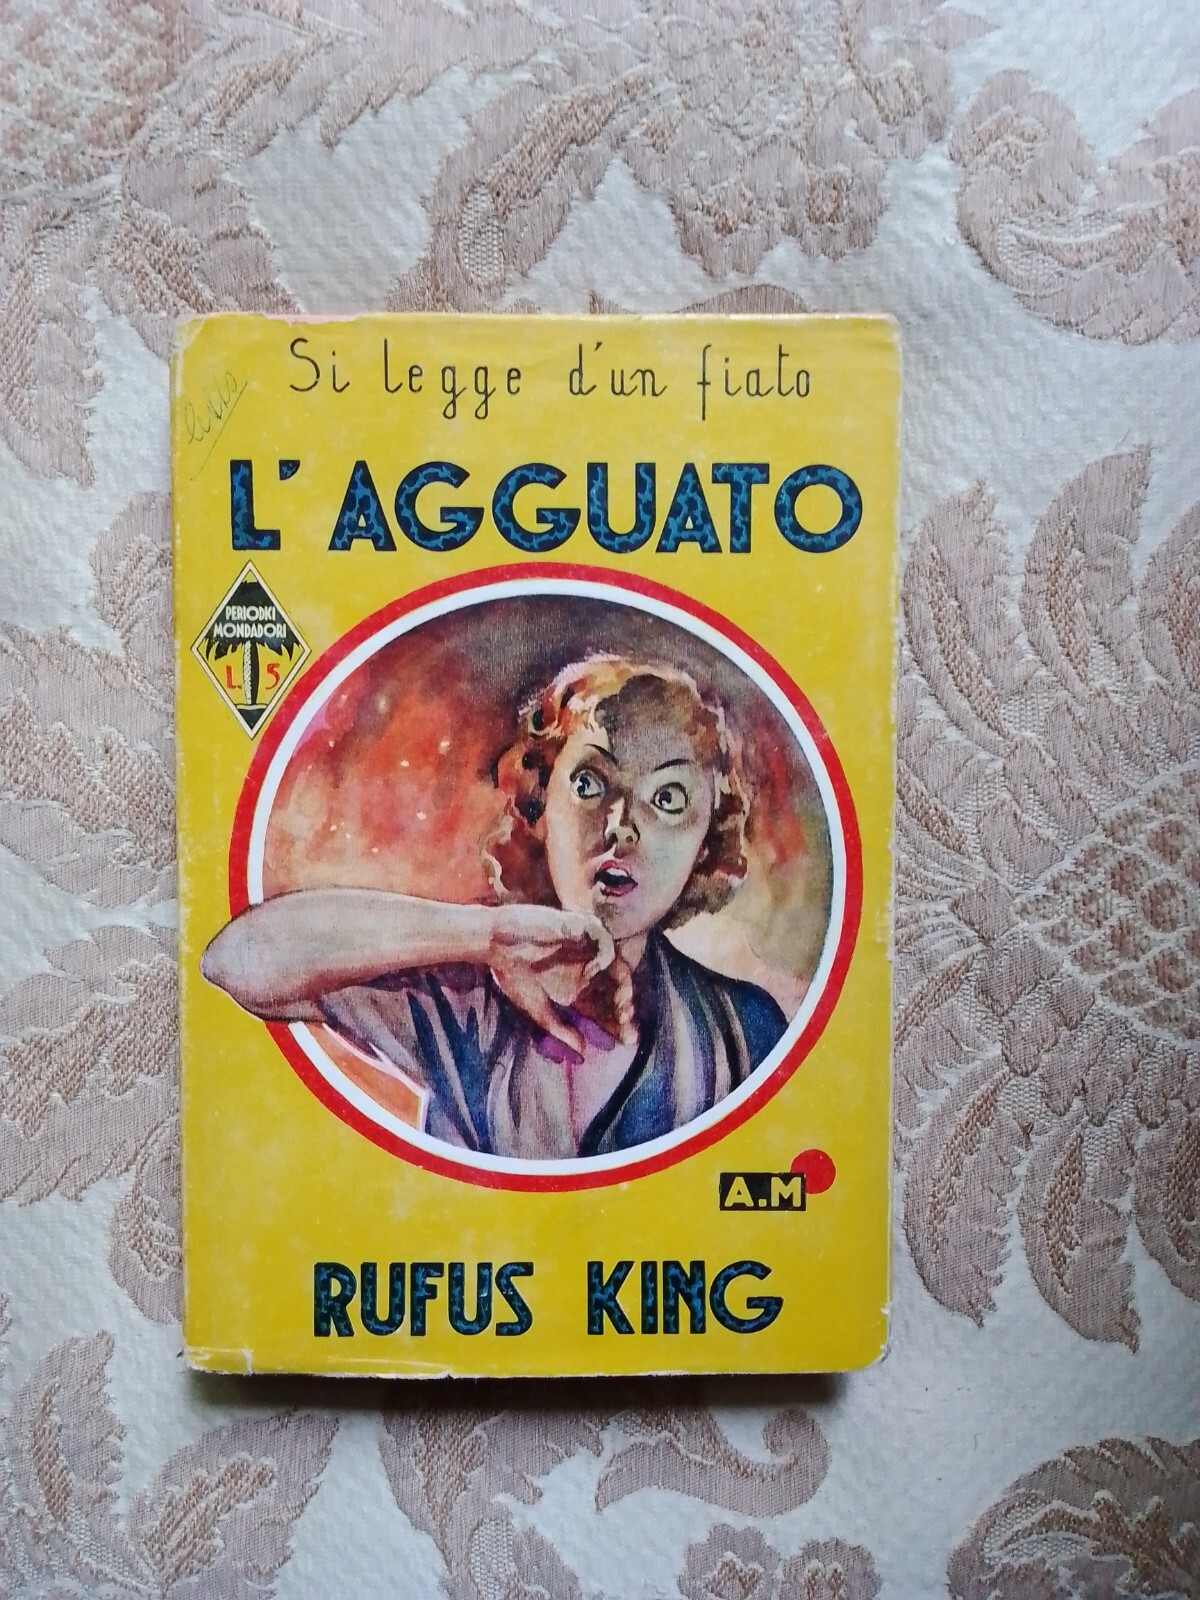 Si legge d'un fiato
L'AGGUATO
PERIODICI
MONDADORI
L. 5
A.M
RUFUS KING